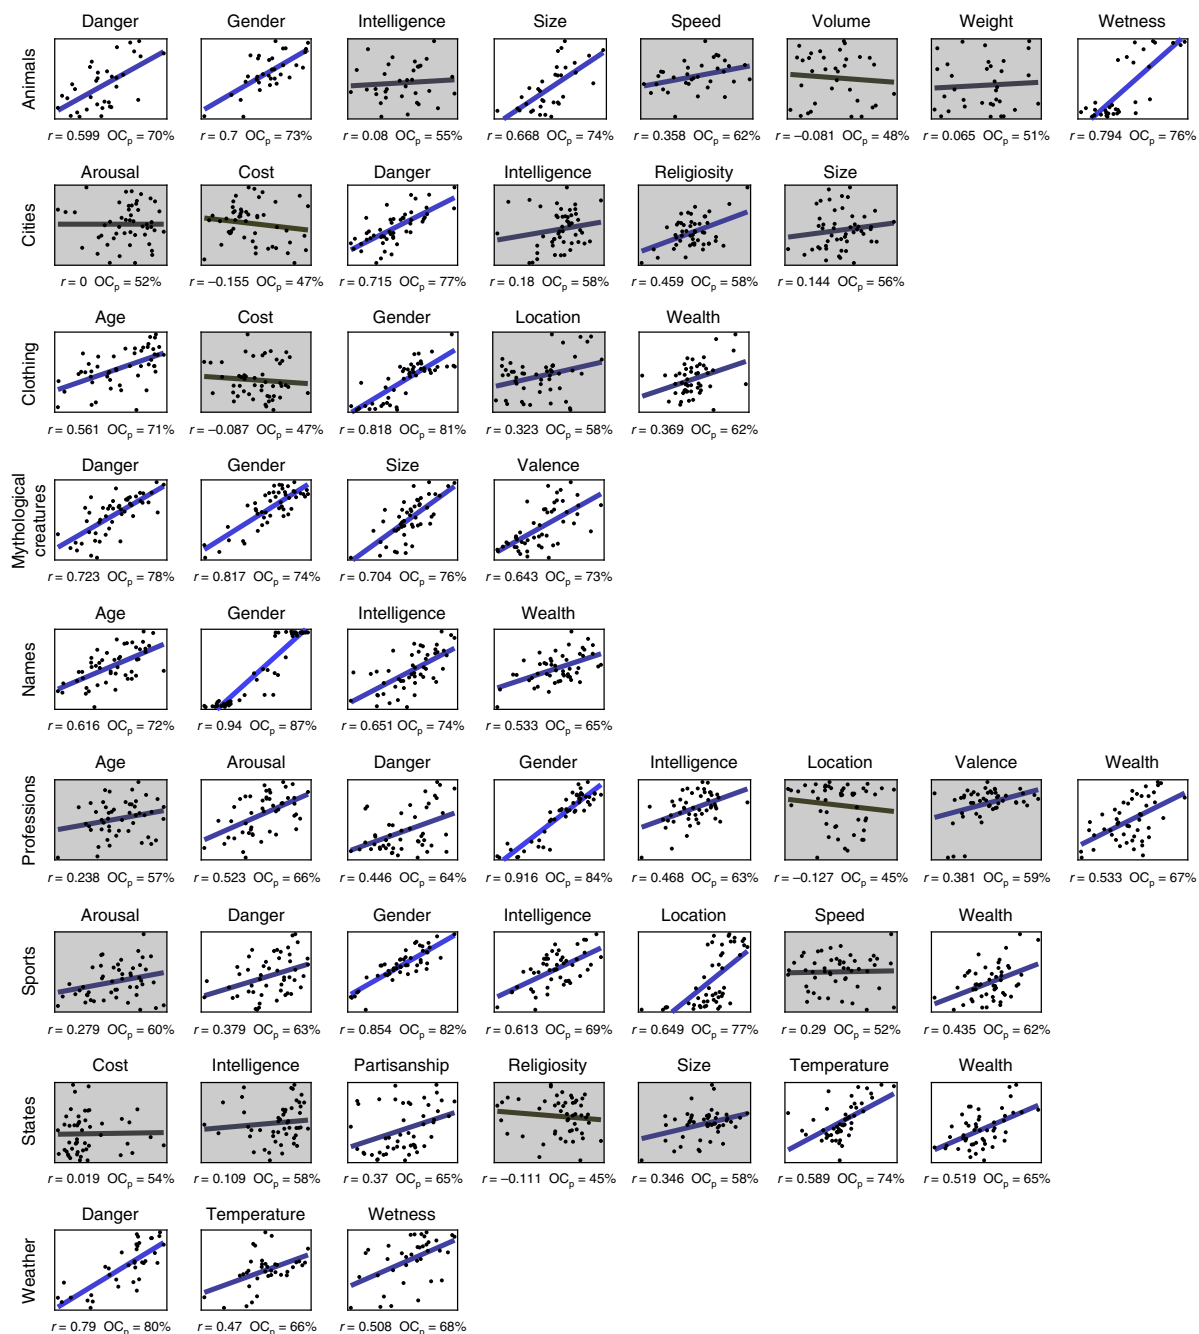 Danger Gender Intelligence Size Speed Volume Weight Wetness
Animals
r = 0.599 OCp = 70% r = 0.7 OCp = 73% r = 0.08 OCp = 55% r = 0.668 OCp = 74% r = 0.358 OCp = 62% r = −0.081 OCp = 48% r = 0.065 OCp = 51% r = 0.794 OCp = 76%
Arousal Cost Danger Intelligence Religiosity Size
Cities
r = 0 OCp = 52% r = −0.155 OCp = 47% r = 0.715 OCp = 77% r = 0.18 OCp = 58% r = 0.459 OCp = 58% r = 0.144 OCp = 56%
Age Cost Gender Location Wealth
Clothing
r = 0.561 OCp = 71% r = −0.087 OCp = 47% r = 0.818 OCp = 81% r = 0.323 OCp = 58% r = 0.369 OCp = 62%
Danger Gender Size Valence
Mythological
creatures
r = 0.723 OCp = 78% r = 0.817 OCp = 74% r = 0.704 OCp = 76% r = 0.643 OCp = 73%
Age Gender Intelligence Wealth
Names
r = 0.616 OCp = 72% r = 0.94 OCp = 87% r = 0.651 OCp = 74% r = 0.533 OCp = 65%
Age Arousal Danger Gender Intelligence Location Valence Wealth
Professions
r = 0.238 OCp = 57% r = 0.523 OCp = 66% r = 0.446 OCp = 64% r = 0.916 OCp = 84% r = 0.468 OCp = 63% r = −0.127 OCp = 45% r = 0.381 OCp = 59% r = 0.533 OCp = 67%
Arousal Danger Gender Intelligence Location Speed Wealth
Sports
r = 0.279 OCp = 60% r = 0.379 OCp = 63% r = 0.854 OCp = 82% r = 0.613 OCp = 69% r = 0.649 OCp = 77% r = 0.29 OCp = 52% r = 0.435 OCp = 62%
Cost Intelligence Partisanship Religiosity Size Temperature Wealth
States
r = 0.019 OCp = 54% r = 0.109 OCp = 58% r = 0.37 OCp = 65% r = −0.111 OCp = 45% r = 0.346 OCp = 58% r = 0.589 OCp = 74% r = 0.519 OCp = 65%
Danger Temperature Wetness
Weather
r = 0.79 OCp = 80% r = 0.47 OCp = 66% r = 0.508 OCp = 68%